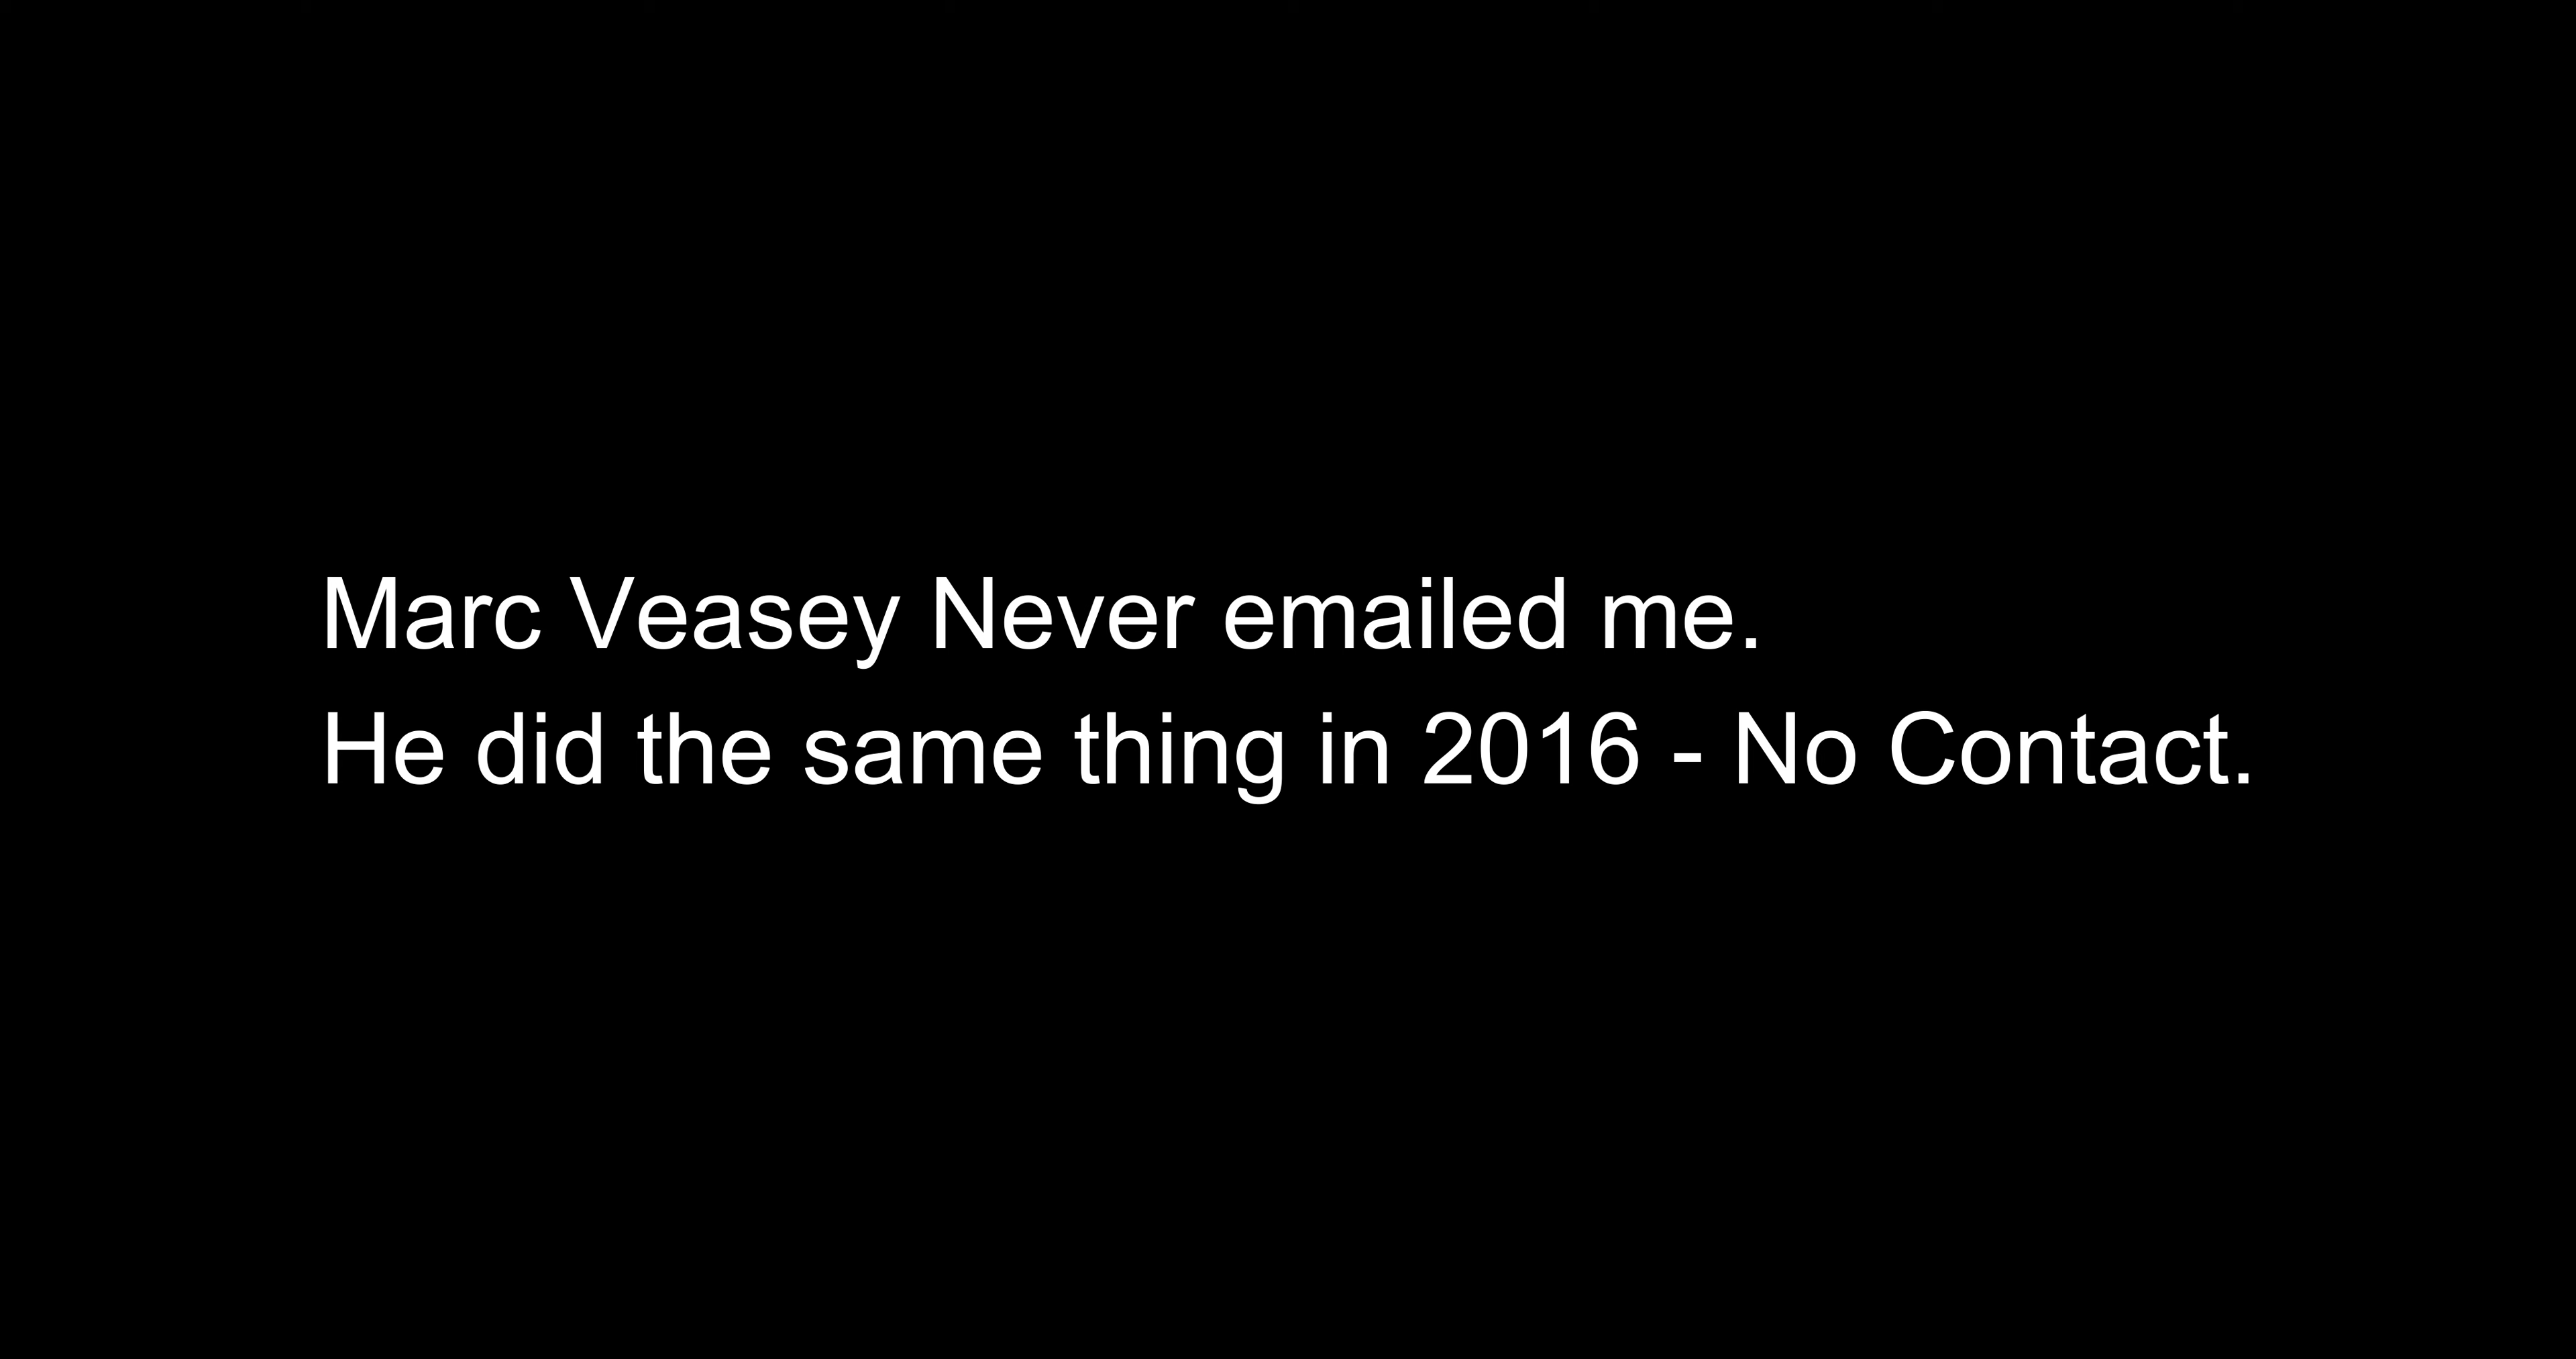 Marc Veasey Never emailed me.
He did the same thing in 2016 - No Contact.